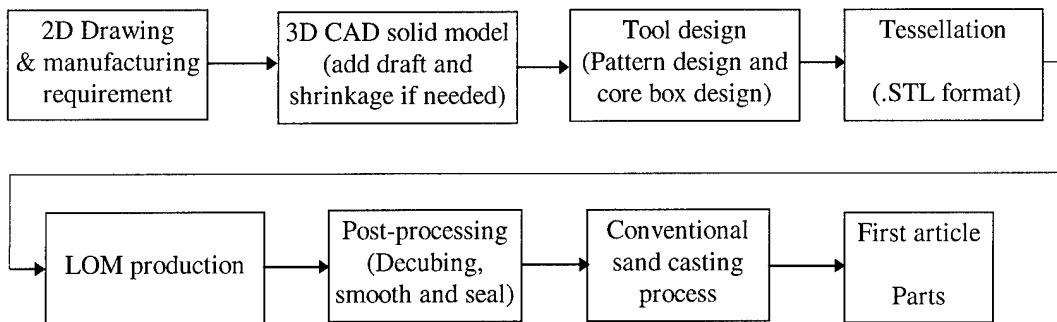 2D Drawing
& manufacturing
requirement
3D CAD solid model
(add draft and
shrinkage if needed)
Tool design
(Pattern design and
core box design)
Tessellation
(.STL format)
LOM production
Post-processing
(Decubing,
smooth and seal)
Conventional
sand casting
process
First article
Parts